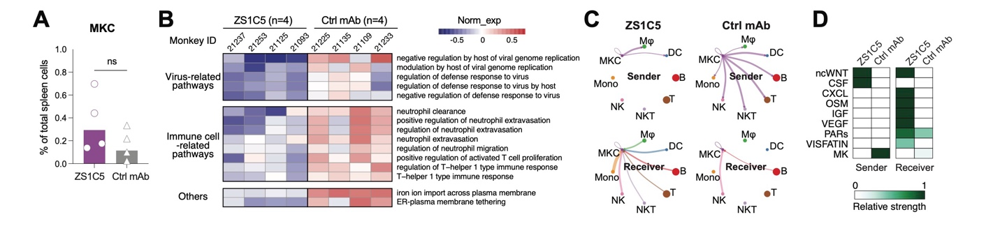 A
MKC
% of total spleen cells
1.0
0.8
0.6
0.4
0.2
0.0
ns
ZS1C5
Ctrl mAb
B
ZS1C5 (n=4)
Ctrl mAb (n=4)
Monkey ID
21237
21253
21125
21093
21225
21135
21109
21233
Norm_exp
-0.5
0
0.5
Virus-related
pathways
negative regulation by host of viral genome replication
modulation by host of viral genome replication
regulation of defense response to virus
regulation of defense response to virus by host
negative regulation of defense response to virus
Immune cell
-related
pathways
neutrophil clearance
positive regulation of neutrophil extravasation
regulation of neutrophil extravasation
neutrophil extravasation
regulation of neutrophil migration
positive regulation of activated T cell proliferation
regulation of T−helper 1 type immune response
T−helper 1 type immune response
Others
iron ion import across plasma membrane
ER-plasma membrane tethering
C
ZS1C5
Ctrl mAb
Mφ
DC
B
T
NKT
NK
Mono
MKC
Sender
Mφ
DC
B
T
NKT
NK
Mono
MKC
Sender
Mφ
DC
B
T
NKT
NK
Mono
MKC
Receiver
Mφ
DC
B
T
NKT
NK
Mono
MKC
Receiver
D
ZS1C5
Ctrl mAb
ZS1C5
Ctrl mAb
ncWNT
CSF
CXCL
OSM
IGF
VEGF
PARs
VISFATIN
MK
Sender
Receiver
0
1
Relative strength